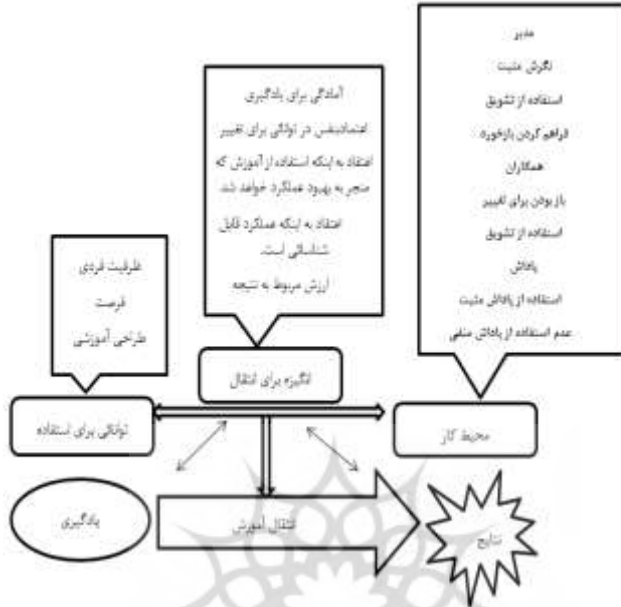 مدیر
نگرش مثبت
استفاده از تشویق
فراهم کردن بازخورد
همکاران
باز بودن برای تغییر
استفاده از تشویق
پاداش
استفاده از پاداش مثبت
عدم استفاده از پاداش منفی
آمادگی برای یادگیری
اعتمادبنفس در توانائی برای تغییر
اعتقاد به اینکه استفاده از آموزش که
منجر به بهبود عملکرد خواهد شد.
اعتقاد به اینکه عملکرد قابل
شناسائی است.
ارزش مربوط به نتیجه
ظرفیت فردی
فرصت
طراحی آموزشی
انگیزه برای انتقال
محیط کار
توانائی برای استفاده
یادگیری
انتقال آموزش
نتایج